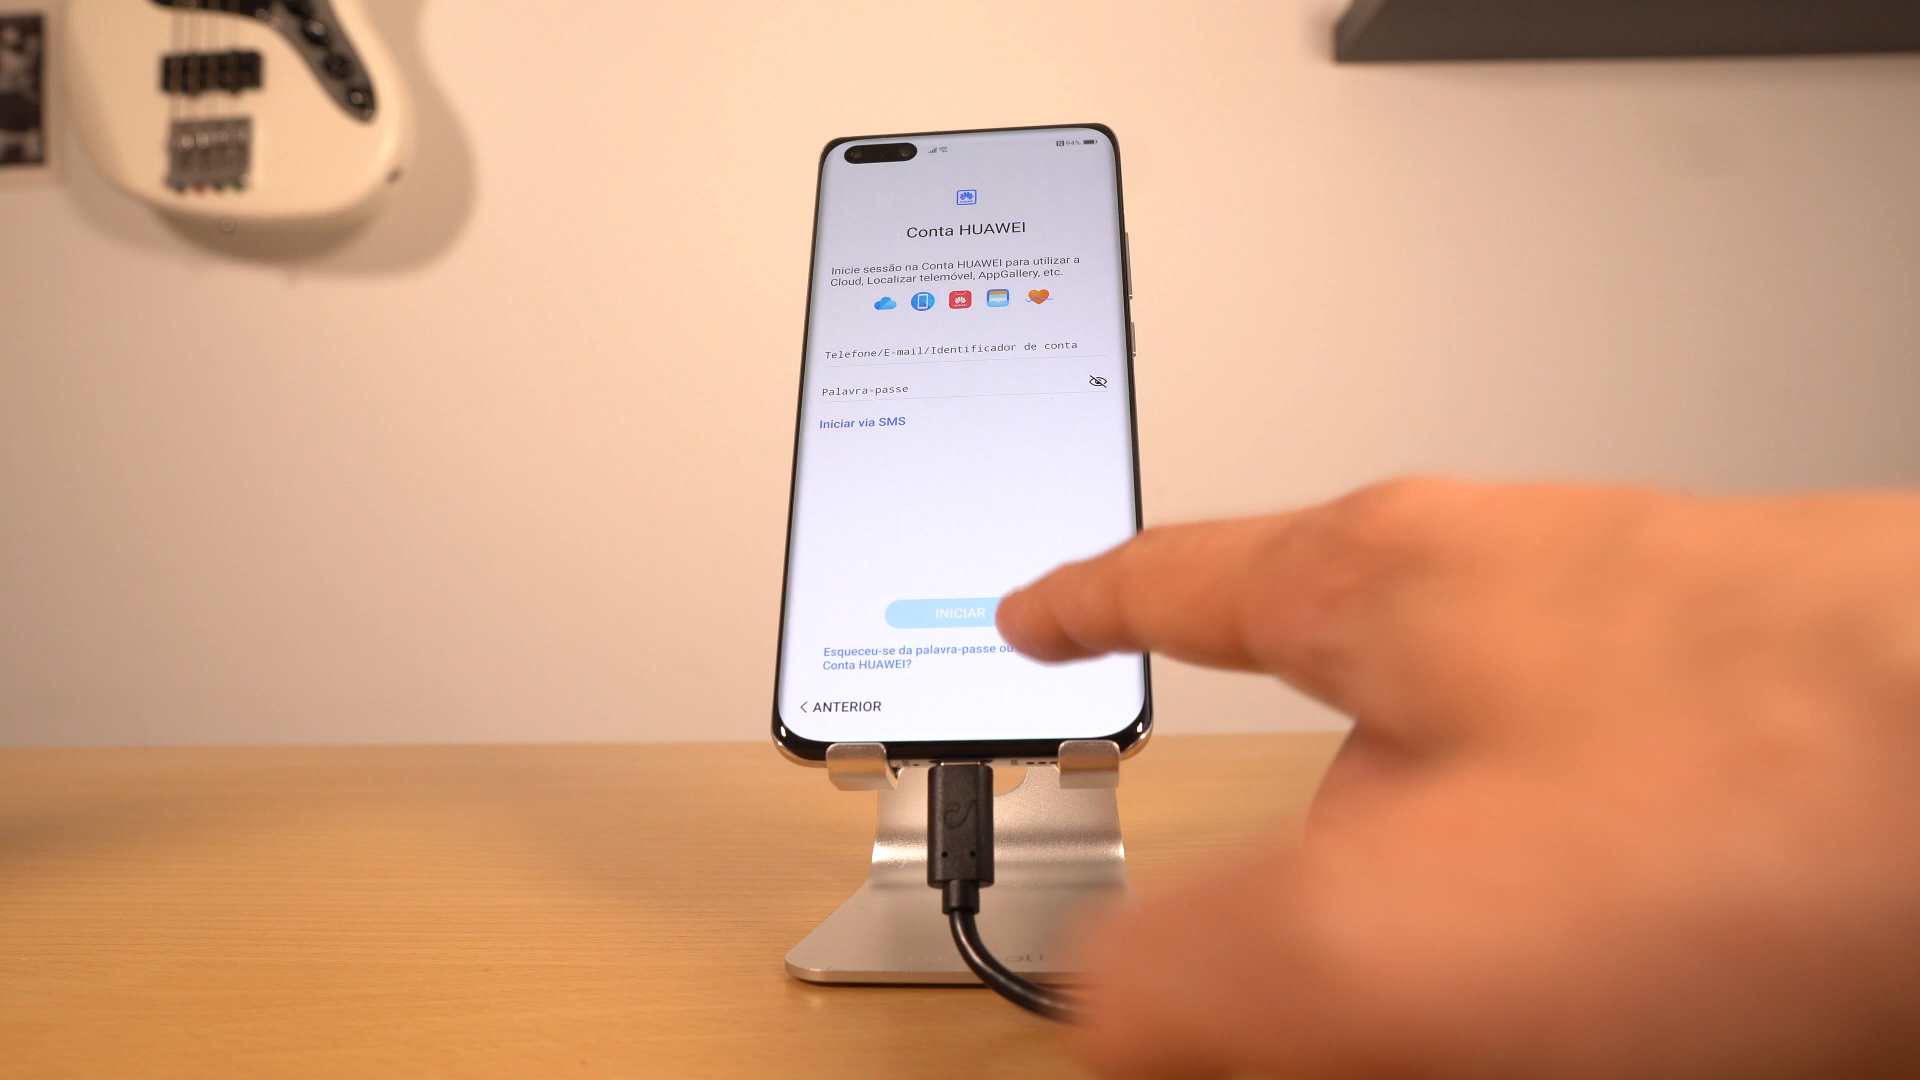 94%
Conta HUAWEI
Inicie sessão na Conta HUAWEI para utilizar a
Cloud, Localizar telemóvel, AppGallery, etc.
Telefone/E-mail/Identificador de conta
Palavra-passe
Iniciar via SMS
INICIAR
Esqueceu-se da palavra-passe ou
Conta HUAWEI?
< ANTERIOR